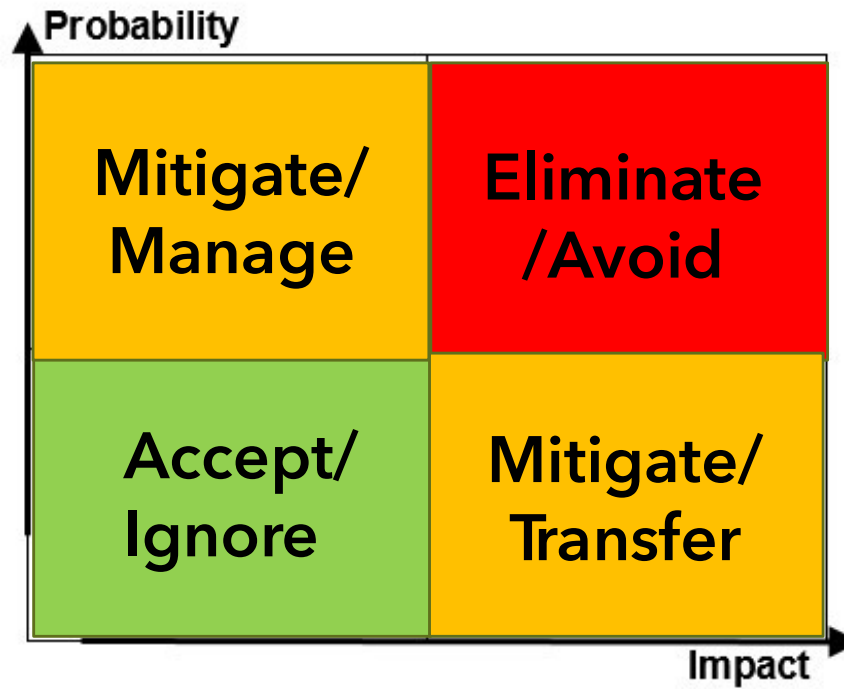 Probability
Mitigate/
Manage
Eliminate
/Avoid
Accept/
Ignore
Mitigate/
Transfer
Impact